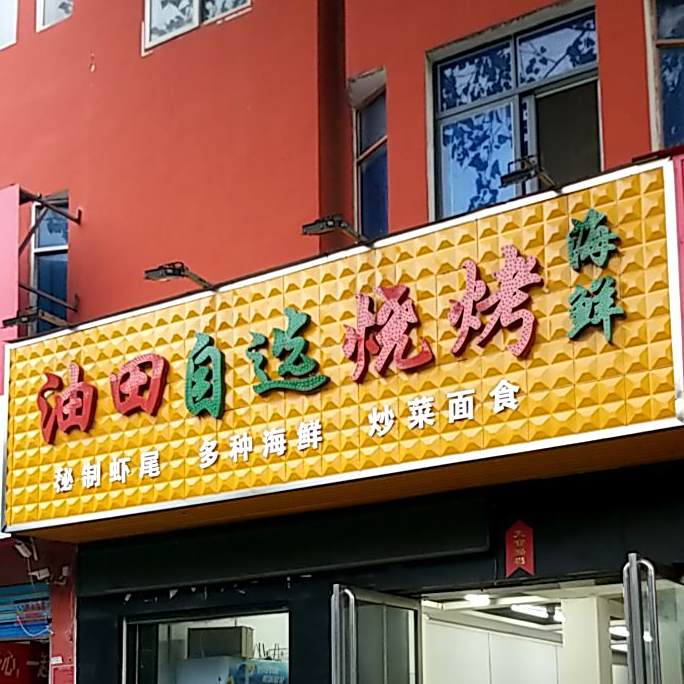 油田自选烧烤海鲜
秘制虾尾 多种海鲜 炒菜面食